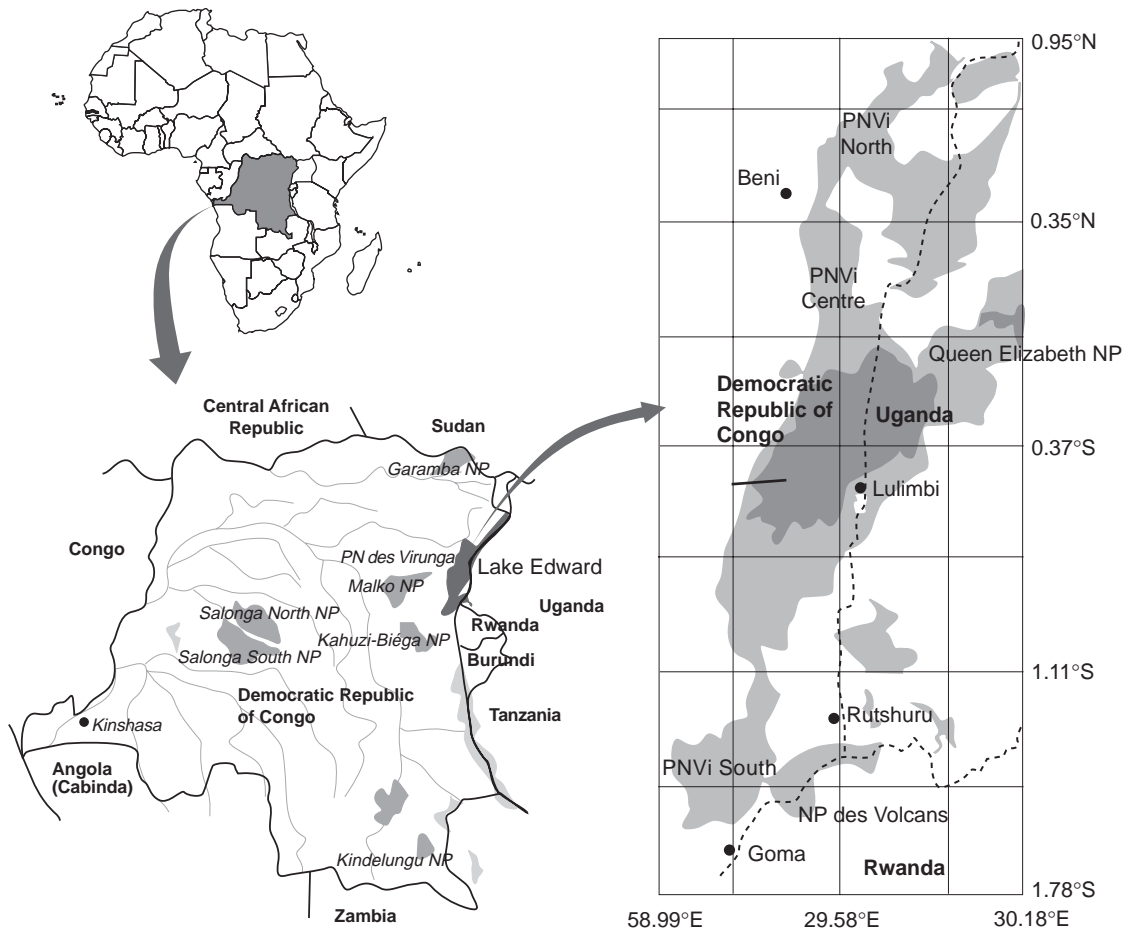 Central African
Republic
Sudan
Garamba NP
Congo
PN des Virunga
Lake Edward
Malko NP
Uganda
Salonga North NP
Rwanda
Kahuzi-Biéga NP
Salonga South NP
Burundi
Democratic Republic
of Congo
Tanzania
Kinshasa
Angola
(Cabinda)
Kindelungu NP
Zambia
0.95°N
PNVi
North
Beni
0.35°N
PNVi
Centre
Queen Elizabeth NP
Democratic
Republic of
Congo
Uganda
0.37°S
Lulimbi
1.11°S
Rutshuru
PNVi South
NP des Volcans
Goma
Rwanda
1.78°S
58.99°E
29.58°E
30.18°E